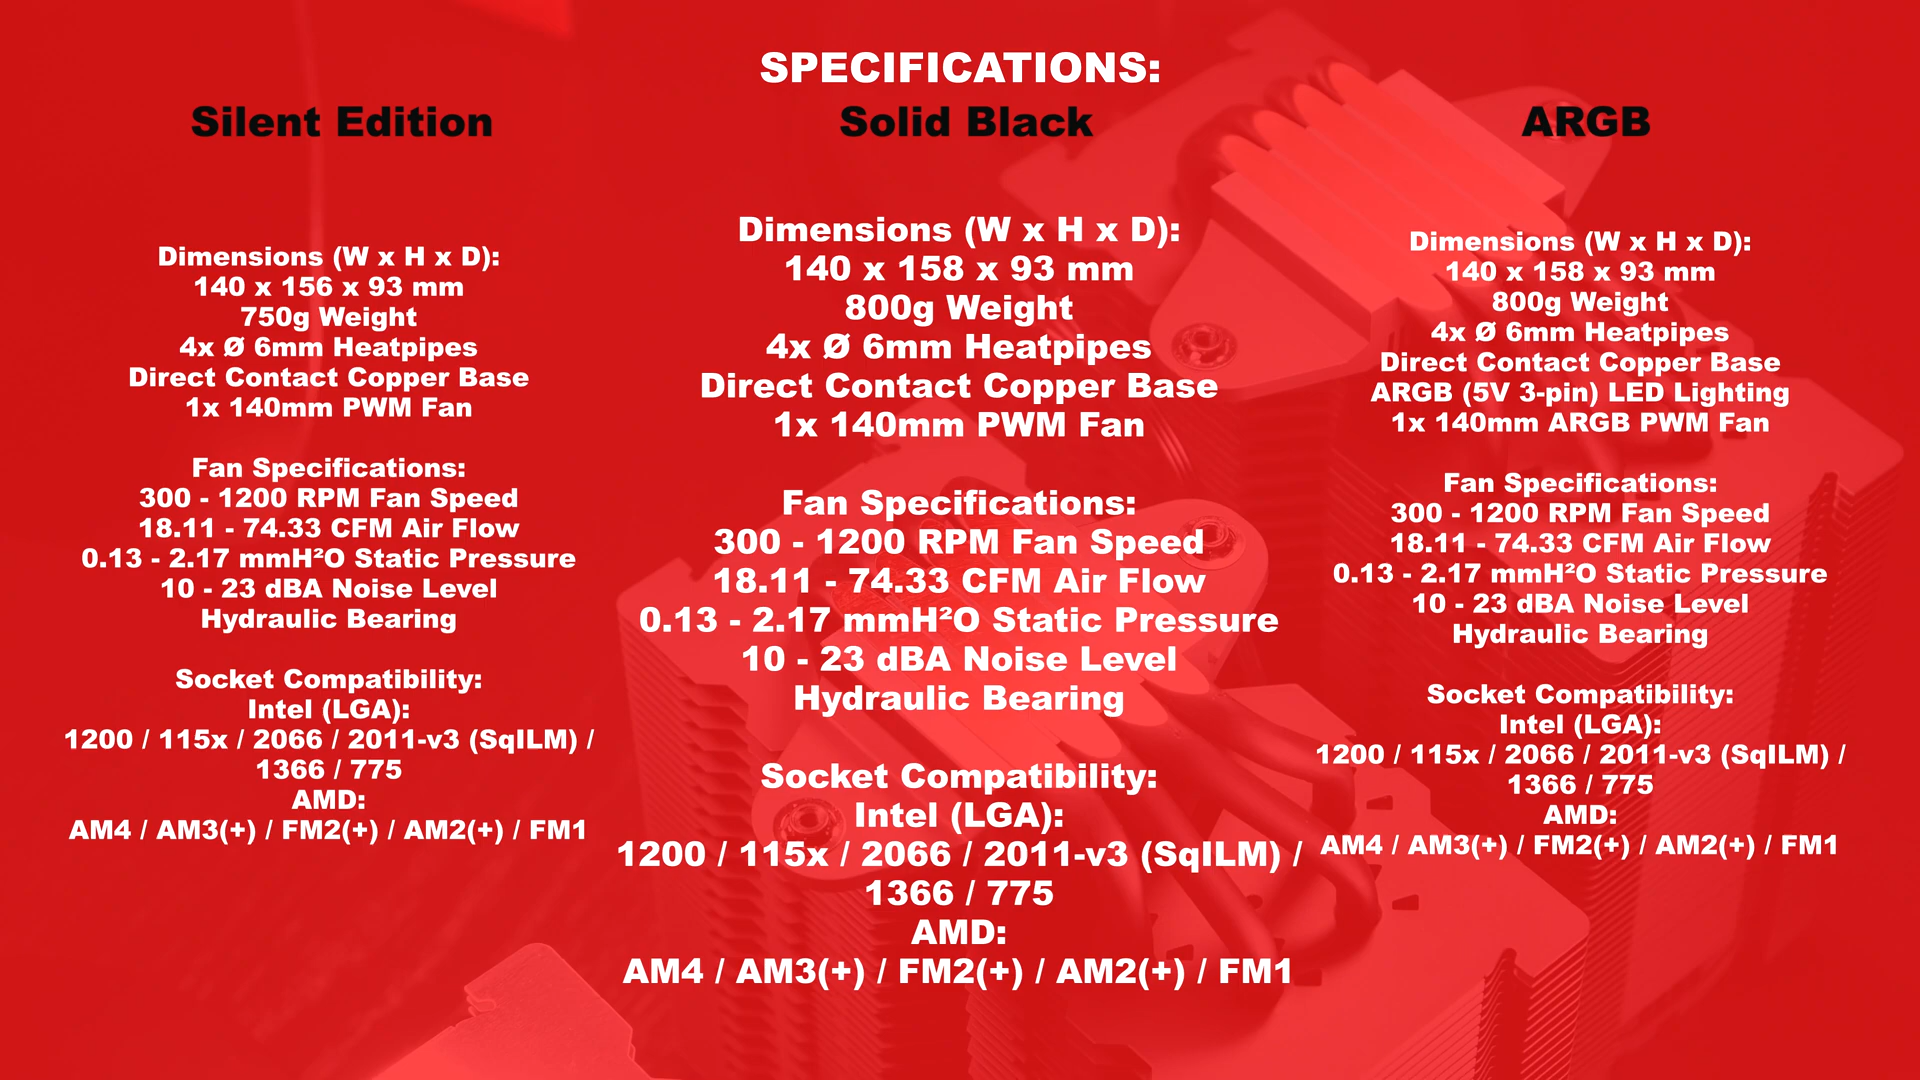 SPECIFICATIONS:
Silent Edition
Dimensions (W x H x D):
140 x 156 x 93 mm
750g Weight
4x Ø 6mm Heatpipes
Direct Contact Copper Base
1x 140mm PWM Fan
Fan Specifications:
300 - 1200 RPM Fan Speed
18.11 - 74.33 CFM Air Flow
0.13 - 2.17 mmH²O Static Pressure
10 - 23 dBA Noise Level
Hydraulic Bearing
Socket Compatibility:
Intel (LGA):
1200 / 115x / 2066 / 2011-v3 (SqILM) /
1366 / 775
AMD:
AM4 / AM3(+) / FM2(+) / AM2(+) / FM1
Solid Black
Dimensions (W x H x D):
140 x 158 x 93 mm
800g Weight
4x Ø 6mm Heatpipes
Direct Contact Copper Base
1x 140mm PWM Fan
Fan Specifications:
300 - 1200 RPM Fan Speed
18.11 - 74.33 CFM Air Flow
0.13 - 2.17 mmH²O Static Pressure
10 - 23 dBA Noise Level
Hydraulic Bearing
Socket Compatibility:
Intel (LGA):
1200 / 115x / 2066 / 2011-v3 (SqILM) /
1366 / 775
AMD:
AM4 / AM3(+) / FM2(+) / AM2(+) / FM1
ARGB
Dimensions (W x H x D):
140 x 158 x 93 mm
800g Weight
4x Ø 6mm Heatpipes
Direct Contact Copper Base
ARGB (5V 3-pin) LED Lighting
1x 140mm ARGB PWM Fan
Fan Specifications:
300 - 1200 RPM Fan Speed
18.11 - 74.33 CFM Air Flow
0.13 - 2.17 mmH²O Static Pressure
10 - 23 dBA Noise Level
Hydraulic Bearing
Socket Compatibility:
Intel (LGA):
1200 / 115x / 2066 / 2011-v3 (SqILM) /
1366 / 775
AMD:
AM4 / AM3(+) / FM2(+) / AM2(+) / FM1